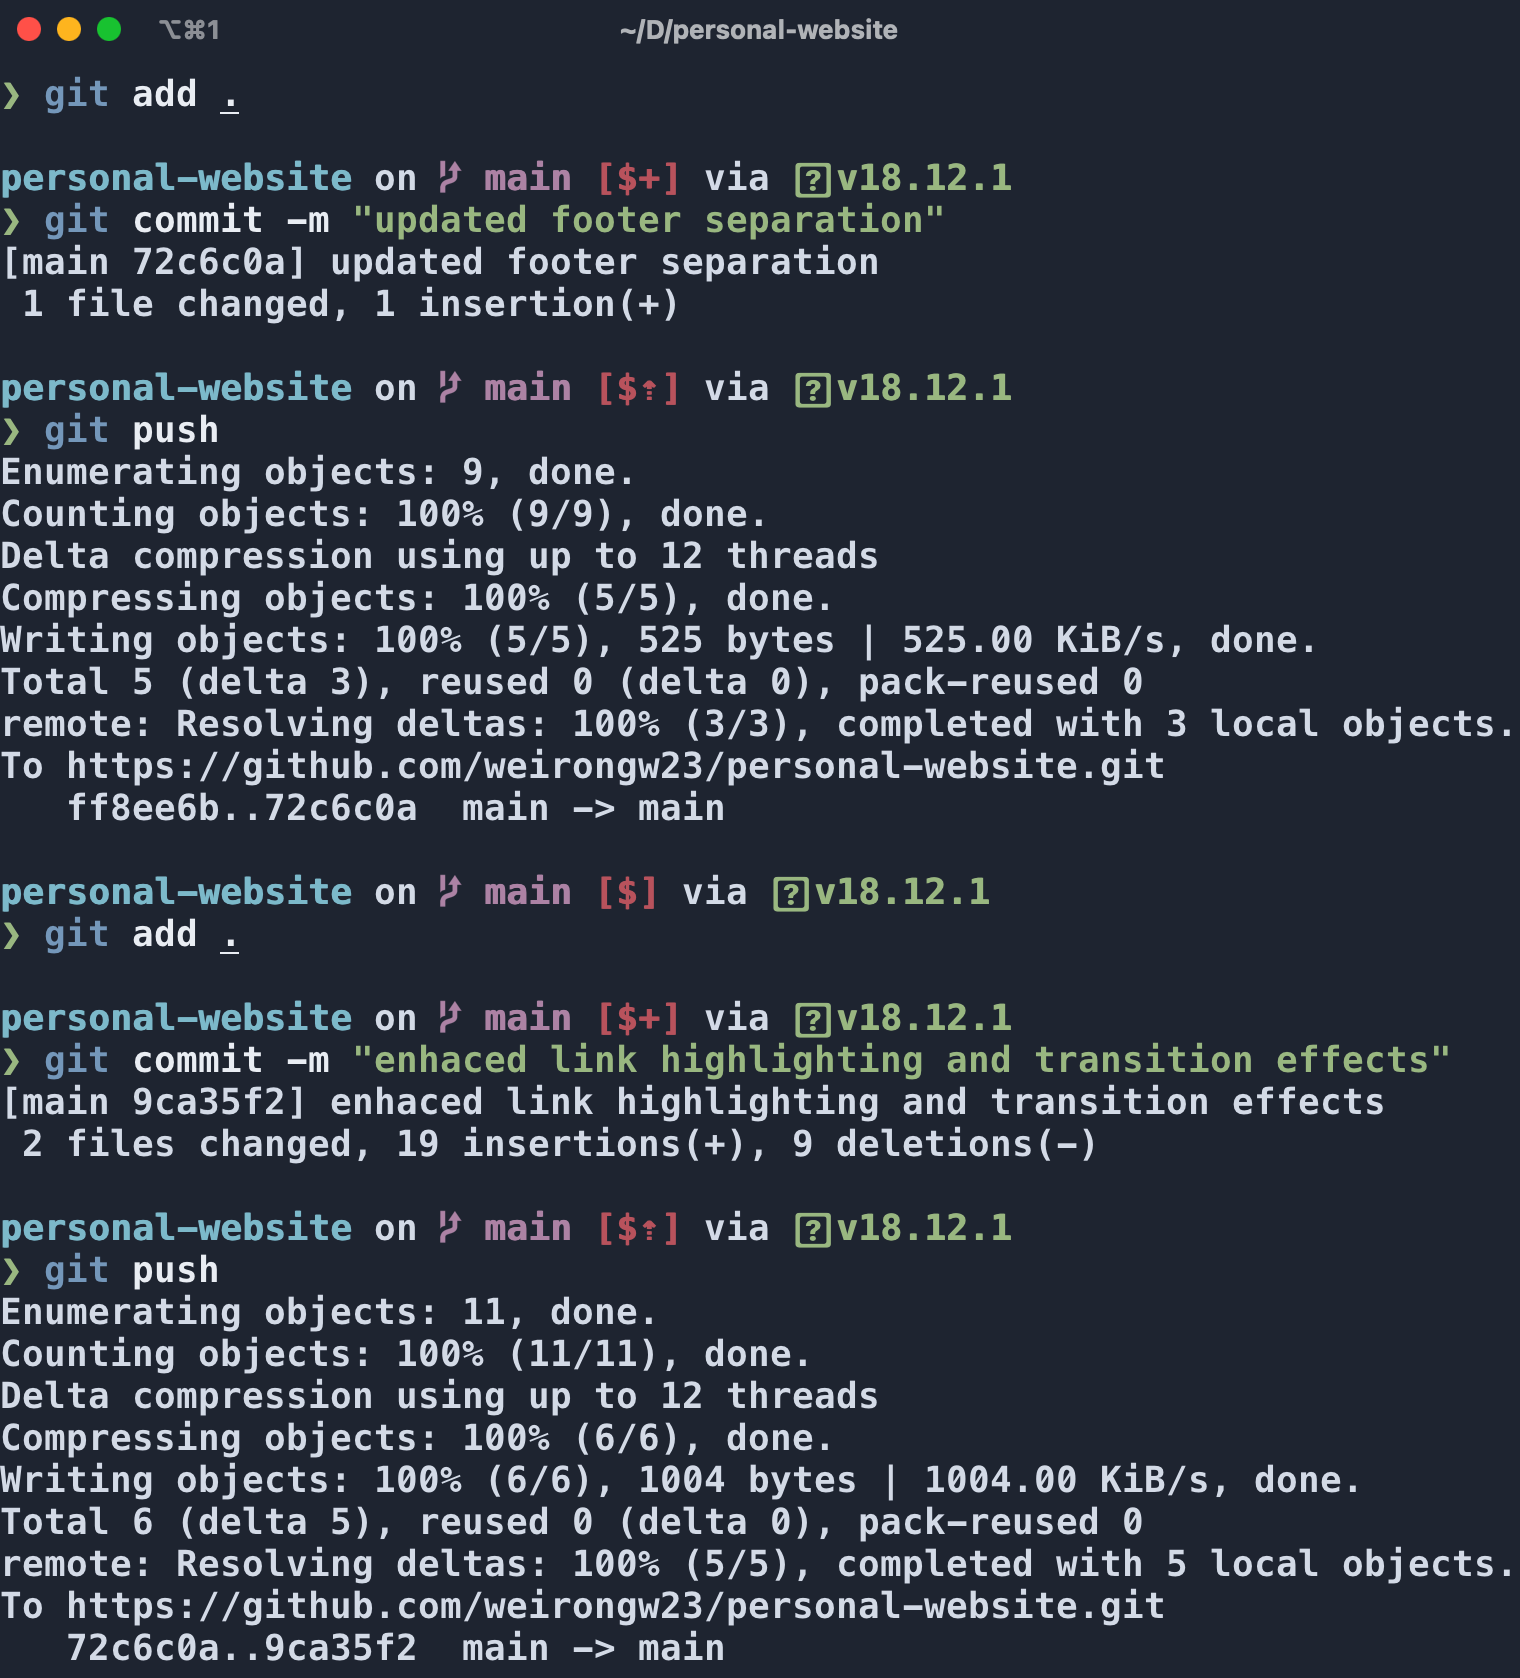 ⌥⌘1
~/D/personal-website
❯ git add .
personal-website on main [$+] via v18.12.1
❯ git commit -m "updated footer separation"
[main 72c6c0a] updated footer separation
1 file changed, 1 insertion(+)
personal-website on main [$⇡] via v18.12.1
❯ git push
Enumerating objects: 9, done.
Counting objects: 100% (9/9), done.
Delta compression using up to 12 threads
Compressing objects: 100% (5/5), done.
Writing objects: 100% (5/5), 525 bytes | 525.00 KiB/s, done.
Total 5 (delta 3), reused 0 (delta 0), pack-reused 0
remote: Resolving deltas: 100% (3/3), completed with 3 local objects.
To https://github.com/weirongw23/personal-website.git
ff8ee6b..72c6c0a  main -> main
personal-website on main [$] via v18.12.1
❯ git add .
personal-website on main [$+] via v18.12.1
❯ git commit -m "enhaced link highlighting and transition effects"
[main 9ca35f2] enhaced link highlighting and transition effects
2 files changed, 19 insertions(+), 9 deletions(-)
personal-website on main [$⇡] via v18.12.1
❯ git push
Enumerating objects: 11, done.
Counting objects: 100% (11/11), done.
Delta compression using up to 12 threads
Compressing objects: 100% (6/6), done.
Writing objects: 100% (6/6), 1004 bytes | 1004.00 KiB/s, done.
Total 6 (delta 5), reused 0 (delta 0), pack-reused 0
remote: Resolving deltas: 100% (5/5), completed with 5 local objects.
To https://github.com/weirongw23/personal-website.git
72c6c0a..9ca35f2  main -> main